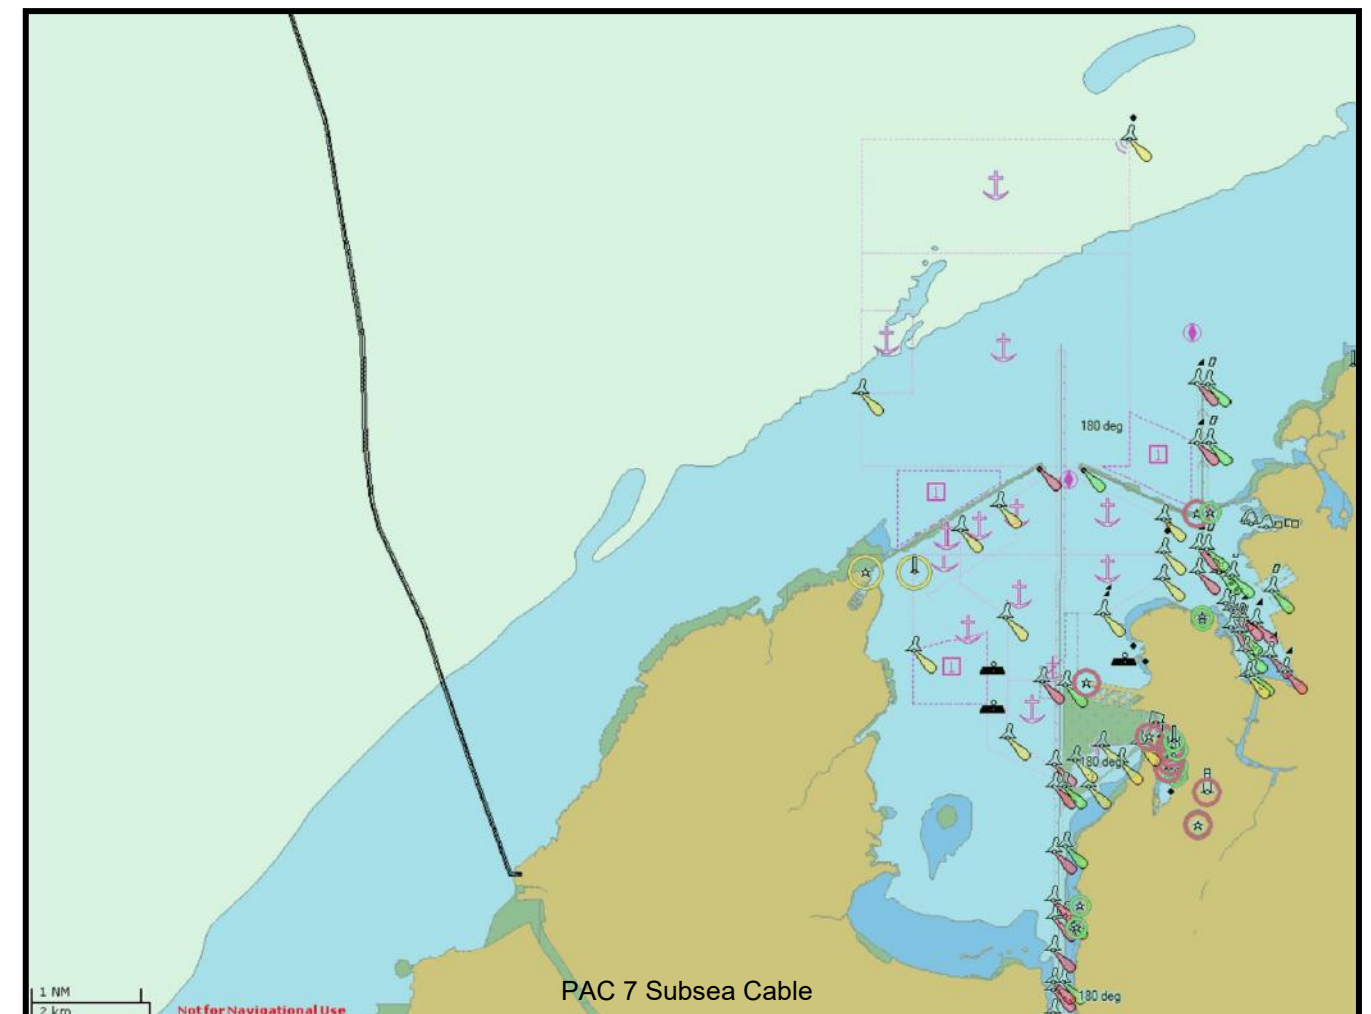 180 deg
180 deg
PAC 7 Subsea Cable
1 NM
2 km
Not for Navigational Use
180 deg